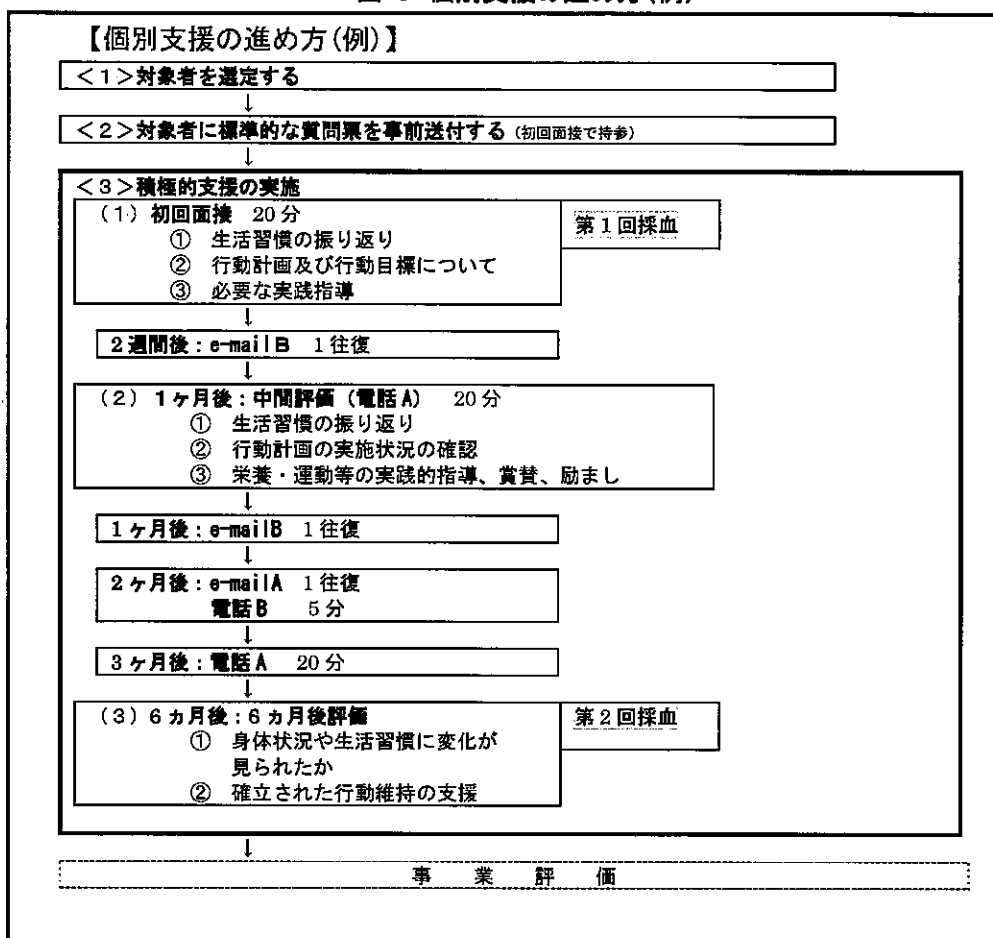 【個別支援の進め方(例)】
＜1＞対象者を選定する
↓
＜2＞対象者に標準的な質問票を事前送付する (初回面接で持参)
↓
＜3＞積極的支援の実施
(1) 初回面接 20分
第1回採血
① 生活習慣の振り返り
② 行動計画及び行動目標について
③ 必要な実践指導
↓
2週間後：e-mailB 1往復
↓
(2) 1ヶ月後：中間評価（電話A） 20分
① 生活習慣の振り返り
② 行動計画の実施状況の確認
③ 栄養・運動等の実践的指導、賞賛、励まし
↓
1ヶ月後：e-mailB 1往復
↓
2ヶ月後：e-mailA 1往復
電話B 5分
↓
3ヶ月後：電話A 20分
↓
(3) 6ヵ月後：6ヵ月後評価
第2回採血
① 身体状況や生活習慣に変化が
見られたか
② 確立された行動維持の支援
↓
事 業 評 価